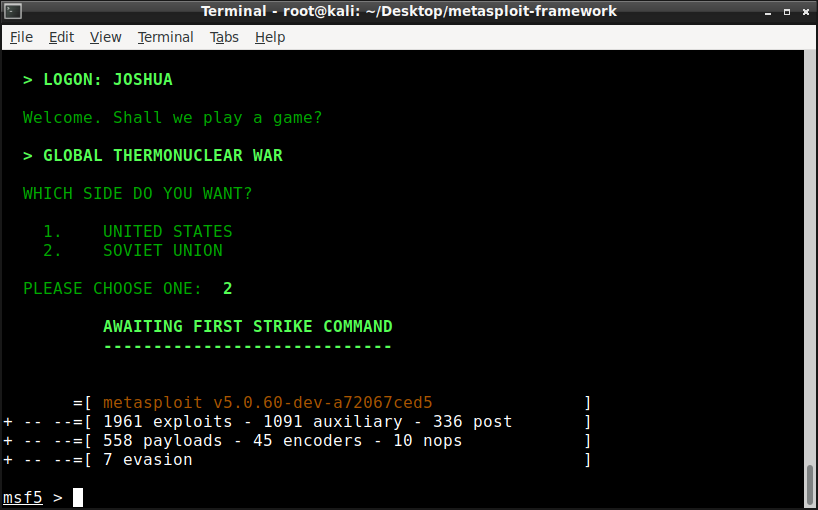 Terminal - root@kali: ~/Desktop/metasploit-framework
File Edit View Terminal Tabs Help
> LOGON: JOSHUA
Welcome. Shall we play a game?
> GLOBAL THERMONUCLEAR WAR
WHICH SIDE DO YOU WANT?
1. UNITED STATES
2. SOVIET UNION
PLEASE CHOOSE ONE: 2
AWAITING FIRST STRIKE COMMAND
-----------------------------
=[ metasploit v5.0.60-dev-a72067ced5 ]
+ -- --=[ 1961 exploits - 1091 auxiliary - 336 post ]
+ -- --=[ 558 payloads - 45 encoders - 10 nops ]
+ -- --=[ 7 evasion ]
msf5 >